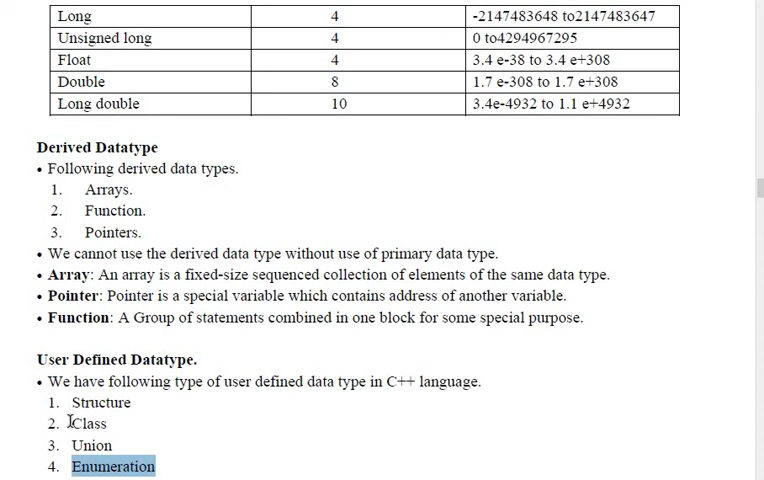 Long 4 -2147483648 to2147483647
Unsigned long 4 0 to4294967295
Float 4 3.4 e-38 to 3.4 e+308
Double 8 1.7 e-308 to 1.7 e+308
Long double 10 3.4e-4932 to 1.1 e+4932
Derived Datatype
• Following derived data types.
1. Arrays.
2. Function.
3. Pointers.
• We cannot use the derived data type without use of primary data type.
• Array: An array is a fixed-size sequenced collection of elements of the same data type.
• Pointer: Pointer is a special variable which contains address of another variable.
• Function: A Group of statements combined in one block for some special purpose.
User Defined Datatype.
• We have following type of user defined data type in C++ language.
1. Structure
2. Class
3. Union
4. Enumeration